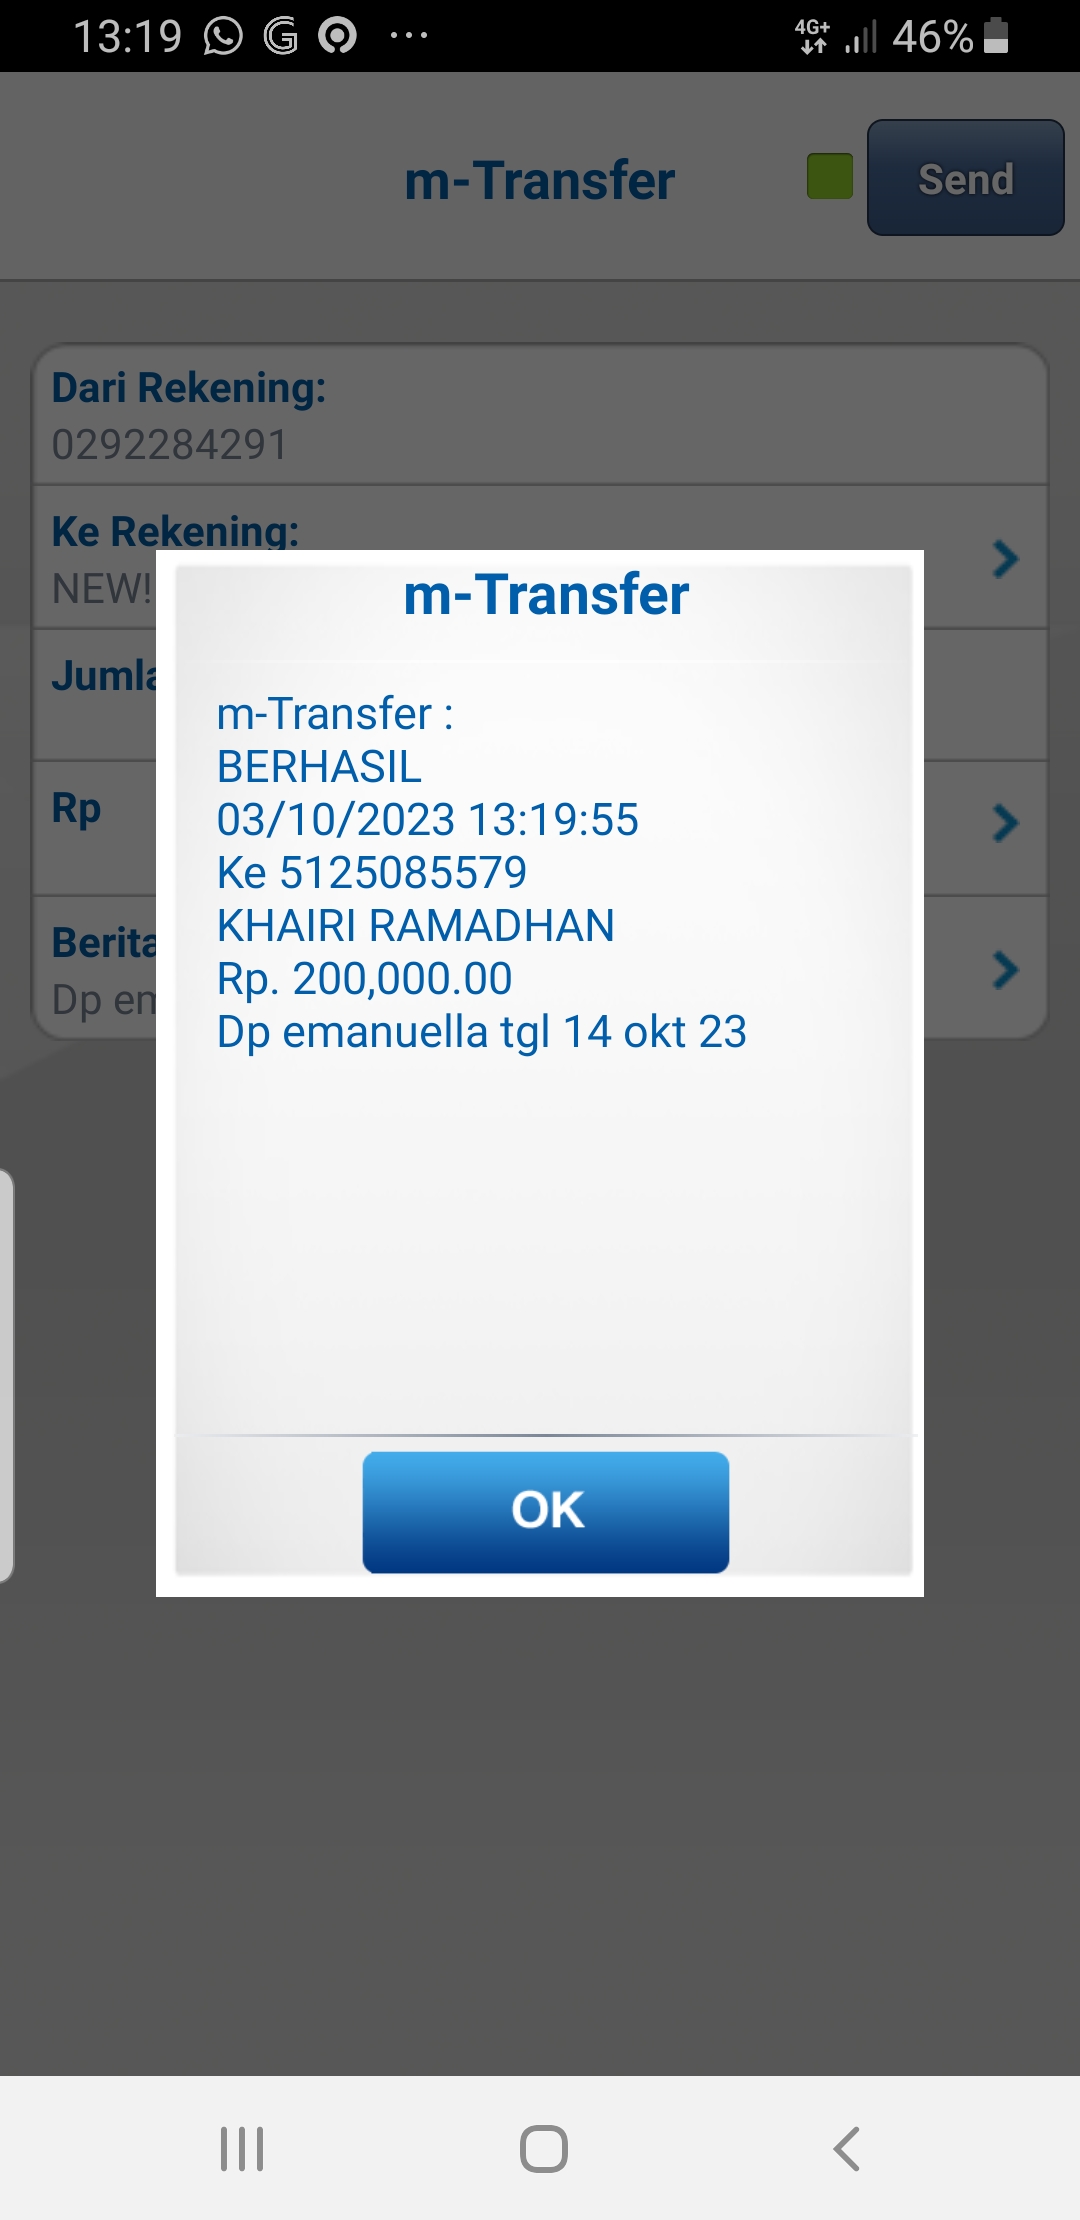 13:19
4G+
46%
m-Transfer
Send
Dari Rekening:
0292284291
Ke Rekening:
NEW!
Jumla
Rp
Berita
Dp em
m-Transfer
m-Transfer :
BERHASIL
03/10/2023 13:19:55
Ke 5125085579
KHAIRI RAMADHAN
Rp. 200,000.00
Dp emanuella tgl 14 okt 23
OK